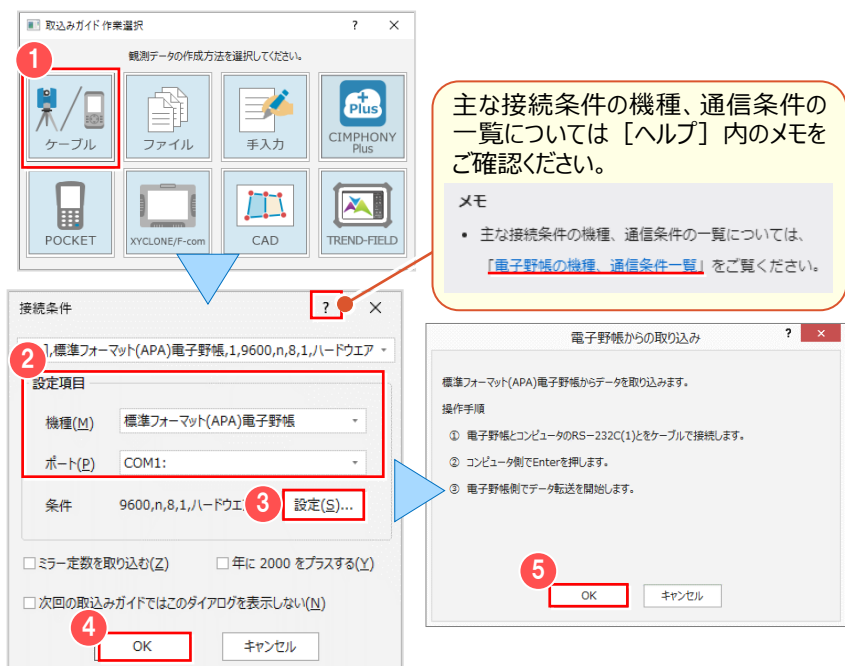 取込みガイド 作業選択
?
×
観測データの作成方法を選択してください。
1
ケーブル
ファイル
手入力
Plus
CIMPHONY
Plus
POCKET
XYCLONE/F-com
CAD
TREND-FIELD
主な接続条件の機種、通信条件の
一覧については［ヘルプ］内のメモを
ご確認ください。
メモ
• 主な接続条件の機種、通信条件の一覧については、
「電子野帳の機種、通信条件一覧」をご覧ください。
接続条件
?
×
],標準フォーマット(APA)電子野帳,1,9600,n,8,1,ハードウエア
2
設定項目
機種(M)
標準フォーマット(APA)電子野帳
ポート(P)
COM1:
条件
9600,n,8,1,ハードウエ
3
設定(S)...
ミラー定数を取り込む(Z)
年に 2000 をプラスする(Y)
次回の取込みガイドではこのダイアログを表示しない(N)
4
OK
キャンセル
電子野帳からの取り込み
?
×
標準フォーマット(APA)電子野帳からデータを取り込みます。
操作手順
① 電子野帳とコンピュータのRS−232C(1)とをケーブルで接続します。
② コンピュータ側でEnterを押します。
③ 電子野帳側でデータ転送を開始します。
5
OK
キャンセル